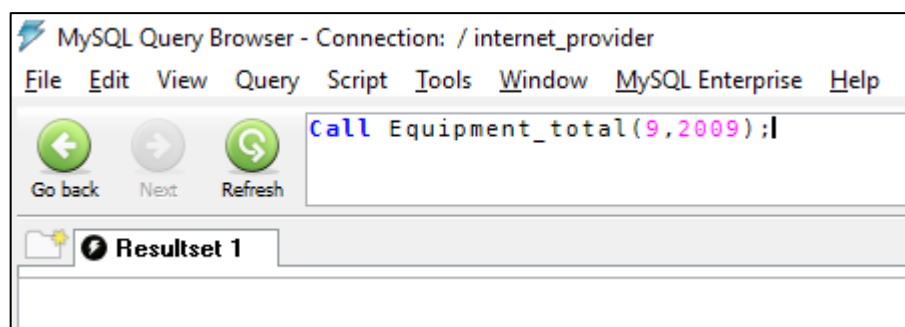 MySQL Query Browser - Connection: / internet_provider
File Edit View Query Script Tools Window MySQL Enterprise Help
Call Equipment_total(9,2009);
Go back Next Refresh
Resultset 1